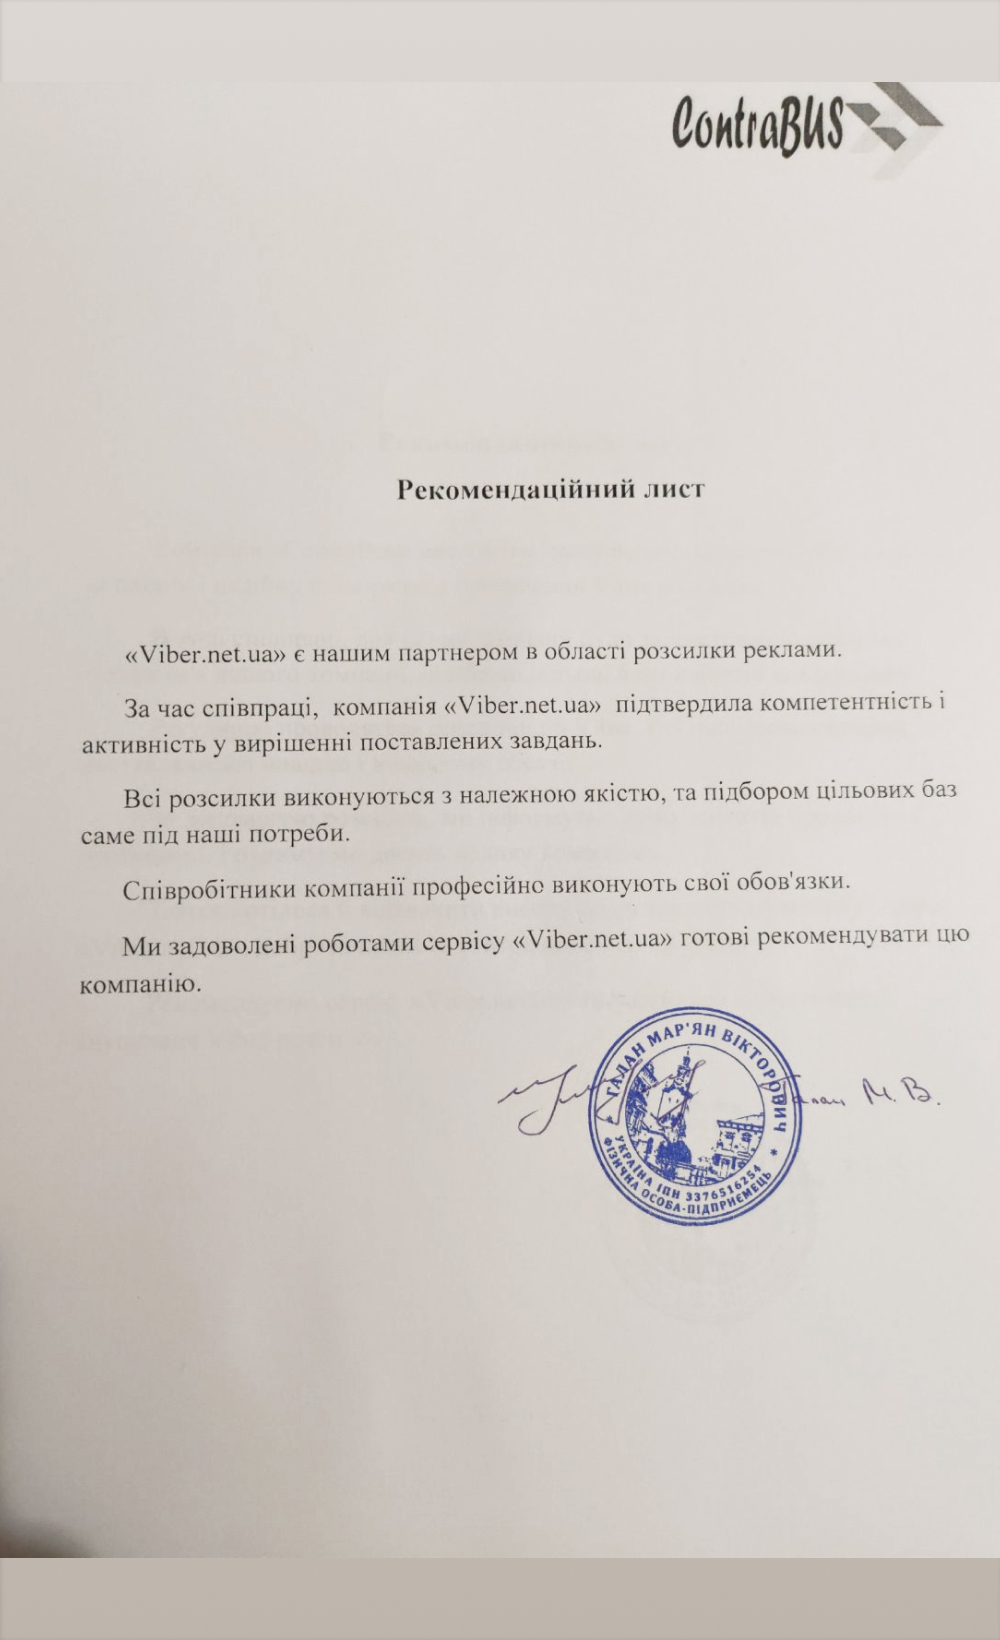 ContraBUS
Рекомендаційний лист
«Viber.net.ua» є нашим партнером в області розсилки реклами.
За час співпраці, компанія «Viber.net.ua» підтвердила компетентність і
активність у вирішенні поставлених завдань.
Всі розсилки виконуються з належною якістю, та підбором цільових баз
саме під наші потреби.
Співробітники компанії професійно виконують свої обов'язки.
Ми задоволені роботами сервісу «Viber.net.ua» готові рекомендувати цю
компанію.
ГАЛАН МАР'ЯН ВІКТОРОВИЧ
Галан М. В.
УКРАЇНА ІПН 3376516254
* ФІЗИЧНА ОСОБА-ПІДПРИЄМЕЦЬ *